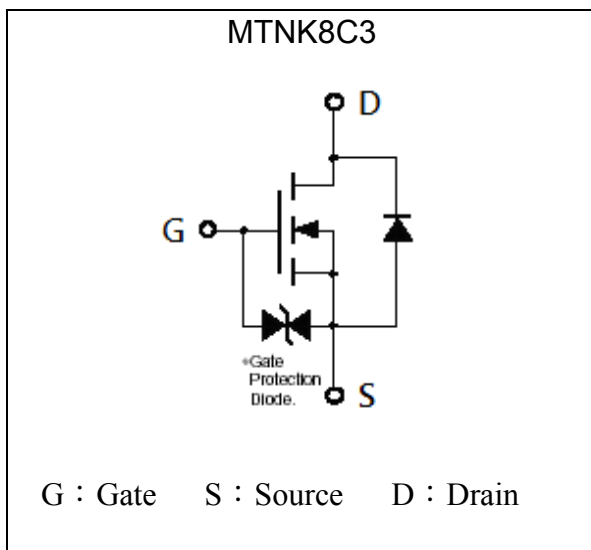 MTNK8C3
D
G
*Gate
Protection
Diode.
S
G：Gate S：Source D：Drain